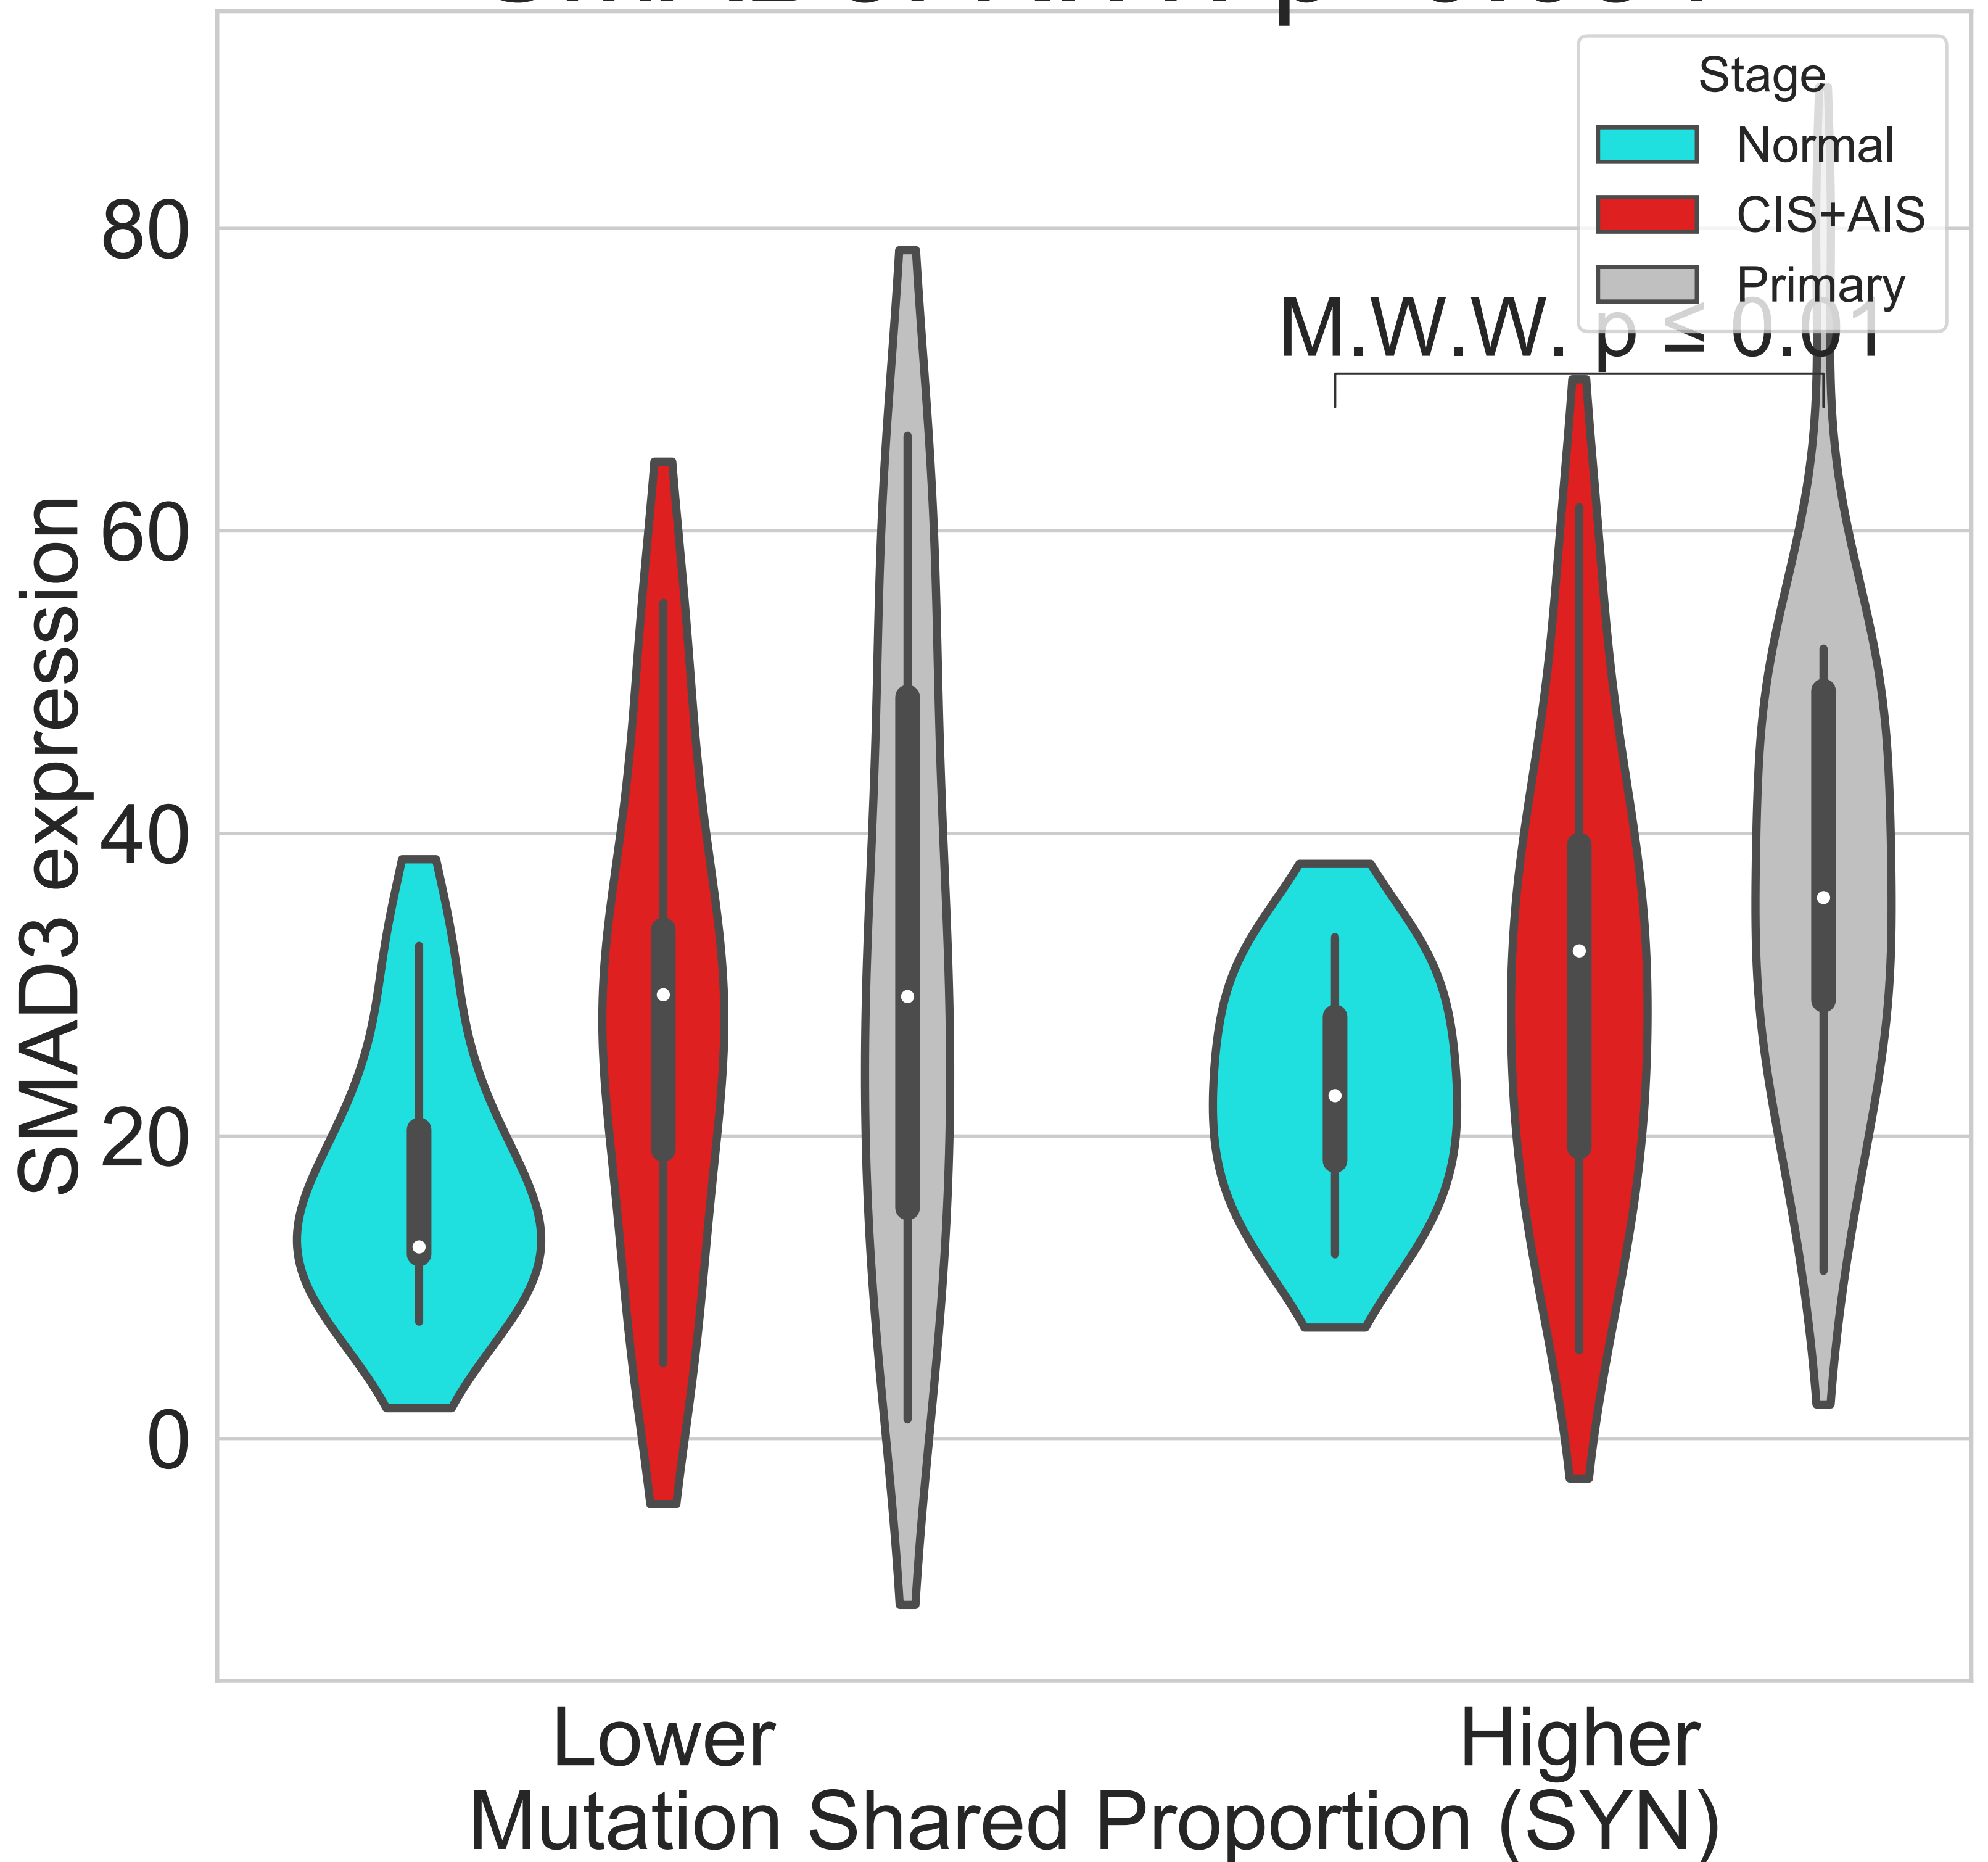 Stage
Normal
CIS+AIS
Primary
M.W.W. p ≤ 0.01
80
60
40
20
0
SMAD3 expression
Lower
Higher
Mutation Shared Proportion (SYN)